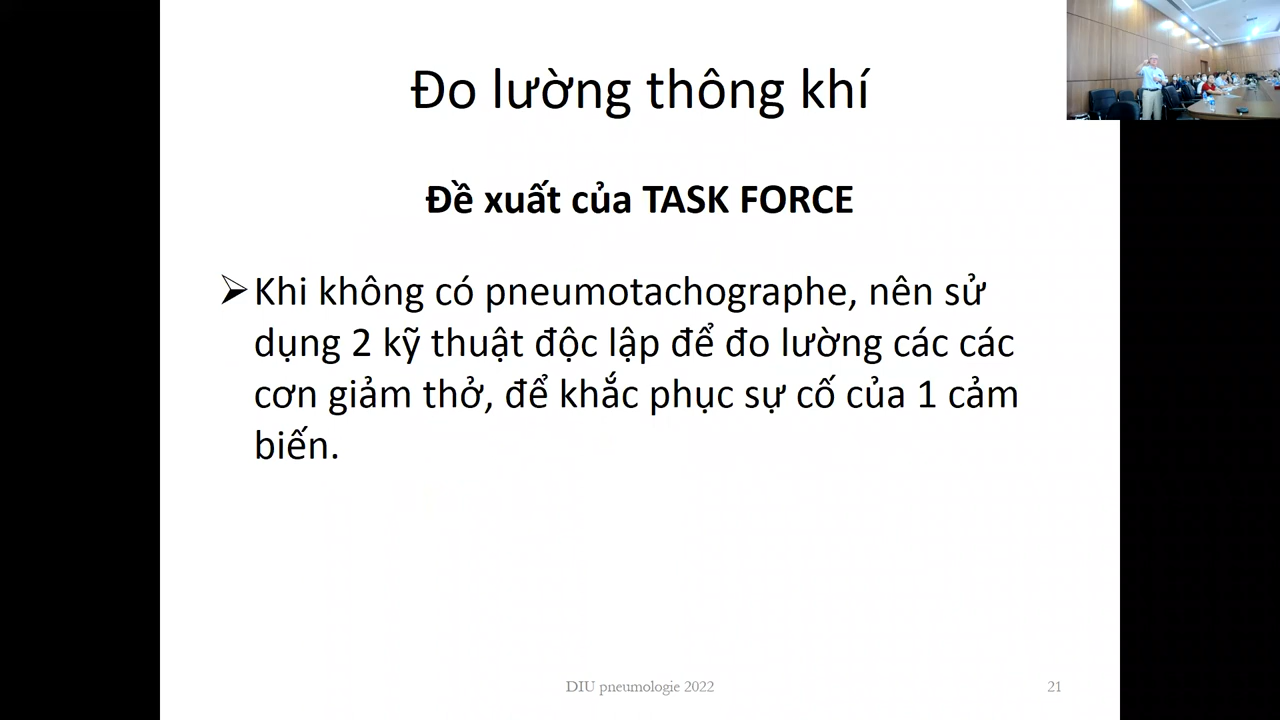 Đo lường thông khí
Đề xuất của TASK FORCE
➢Khi không có pneumotachographe, nên sử
dụng 2 kỹ thuật độc lập để đo lường các các
cơn giảm thở, để khắc phục sự cố của 1 cảm
biến.
DIU pneumologie 2022
21